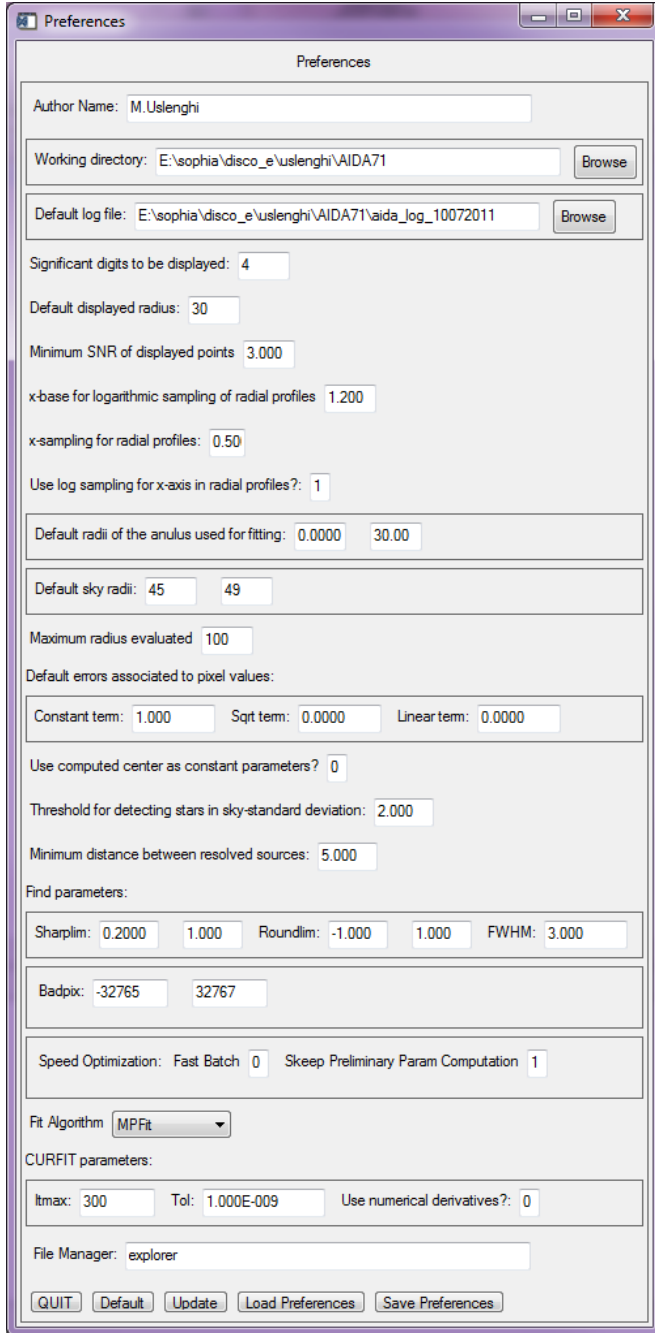 Preferences
Preferences
Author Name: M.Uslenghi
Working directory: E:\sophia\disco_e\uslenghi\AIDA71 Browse
Default log file: E:\sophia\disco_e\uslenghi\AIDA71\aida_log_10072011 Browse
Significant digits to be displayed: 4
Default displayed radius: 30
Minimum SNR of displayed points 3.000
x-base for logarithmic sampling of radial profiles 1.200
x-sampling for radial profiles: 0.50
Use log sampling for x-axis in radial profiles?: 1
Default radii of the anulus used for fitting: 0.0000 30.00
Default sky radii: 45 49
Maximum radius evaluated 100
Default errors associated to pixel values:
Constant term: 1.000 Sqrt term: 0.0000 Linear term: 0.0000
Use computed center as constant parameters? 0
Threshold for detecting stars in sky-standard deviation: 2.000
Minimum distance between resolved sources: 5.000
Find parameters:
Sharplim: 0.2000 1.000 Roundlim: -1.000 1.000 FWHM: 3.000
Badpix: -32765 32767
Speed Optimization: Fast Batch 0 Skeep Preliminary Param Computation 1
Fit Algorithm MPFit
CURFIT parameters:
Itmax: 300 Tol: 1.000E-009 Use numerical derivatives?: 0
File Manager: explorer
QUIT Default Update Load Preferences Save Preferences